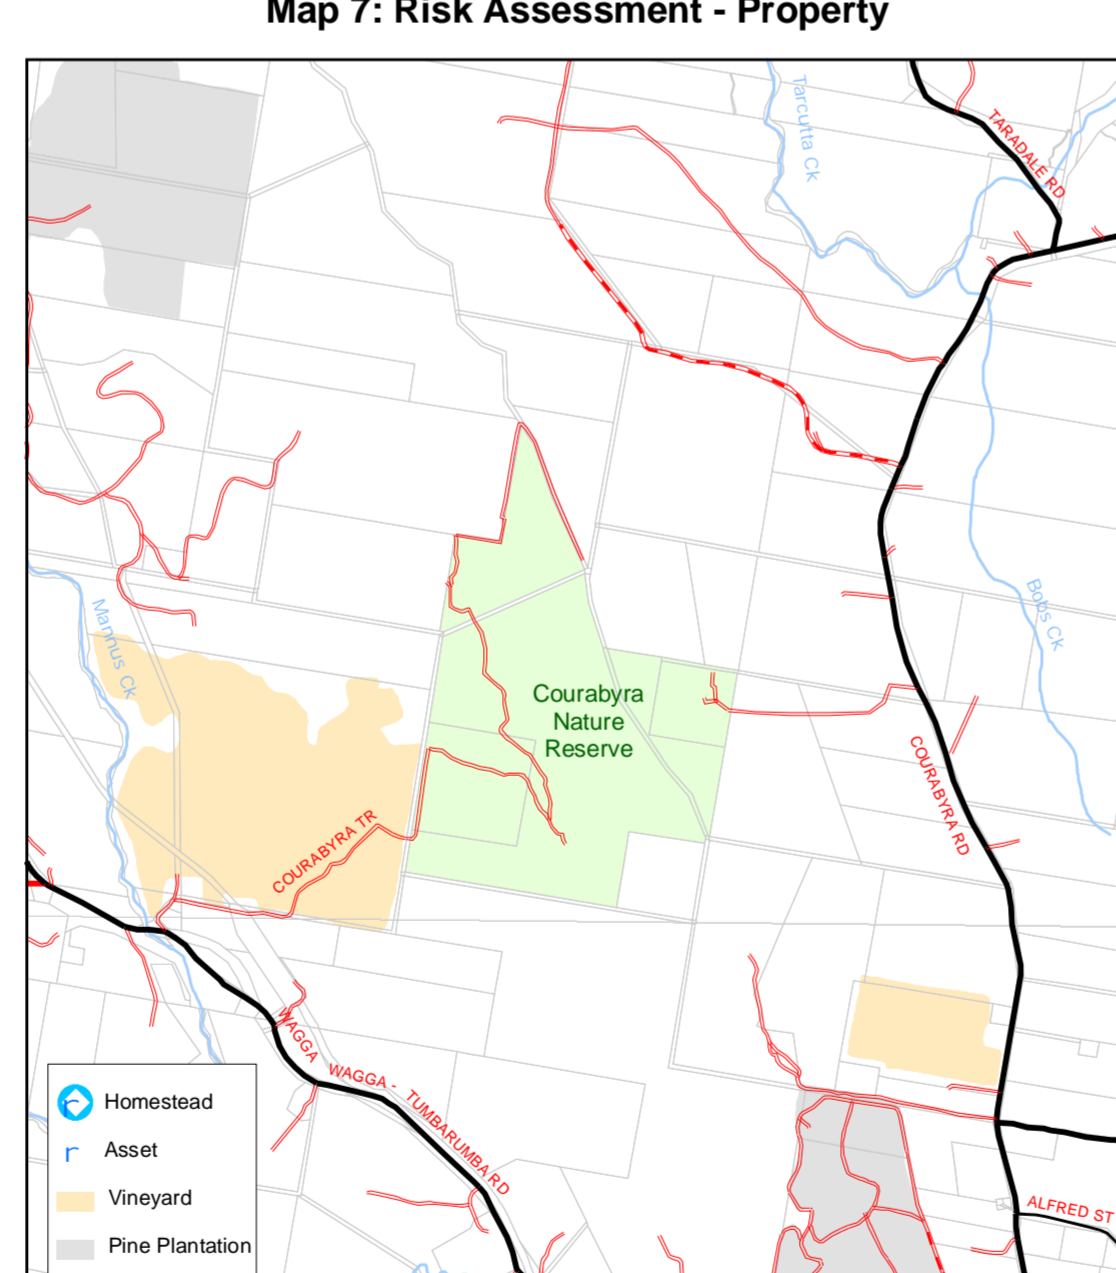 Map 7: Risk Assessment - Property
Tarcutta Ck
TARADALE RD
Mannus Ck
Bobs Ck
Courabyra
Nature
Reserve
COURABYRA RD
COURABYRA TR
WAGGA WAGGA - TUMBARUMBA RD
ALFRED ST
r Homestead
r Asset
Vineyard
Pine Plantation